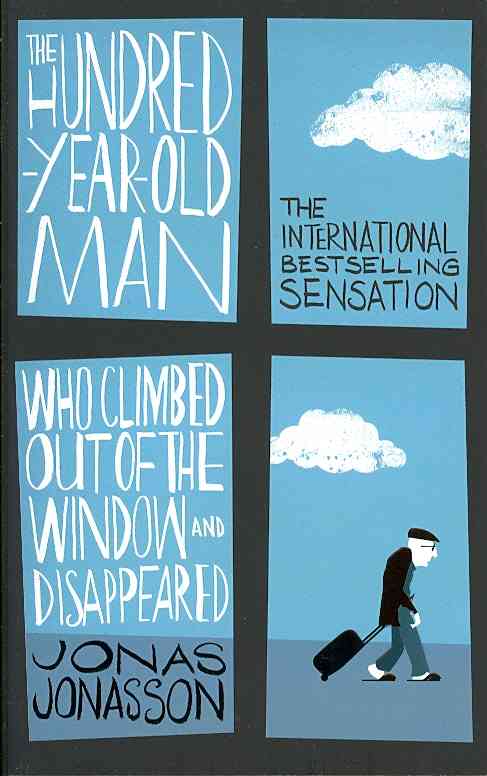 THE
HUNDRED
-YEAR-OLD
MAN
THE
INTERNATIONAL
BESTSELLING
SENSATION
WHO CLIMBED
OUT OF THE
WINDOW AND
DISAPPEARED
JONAS
JONASSON